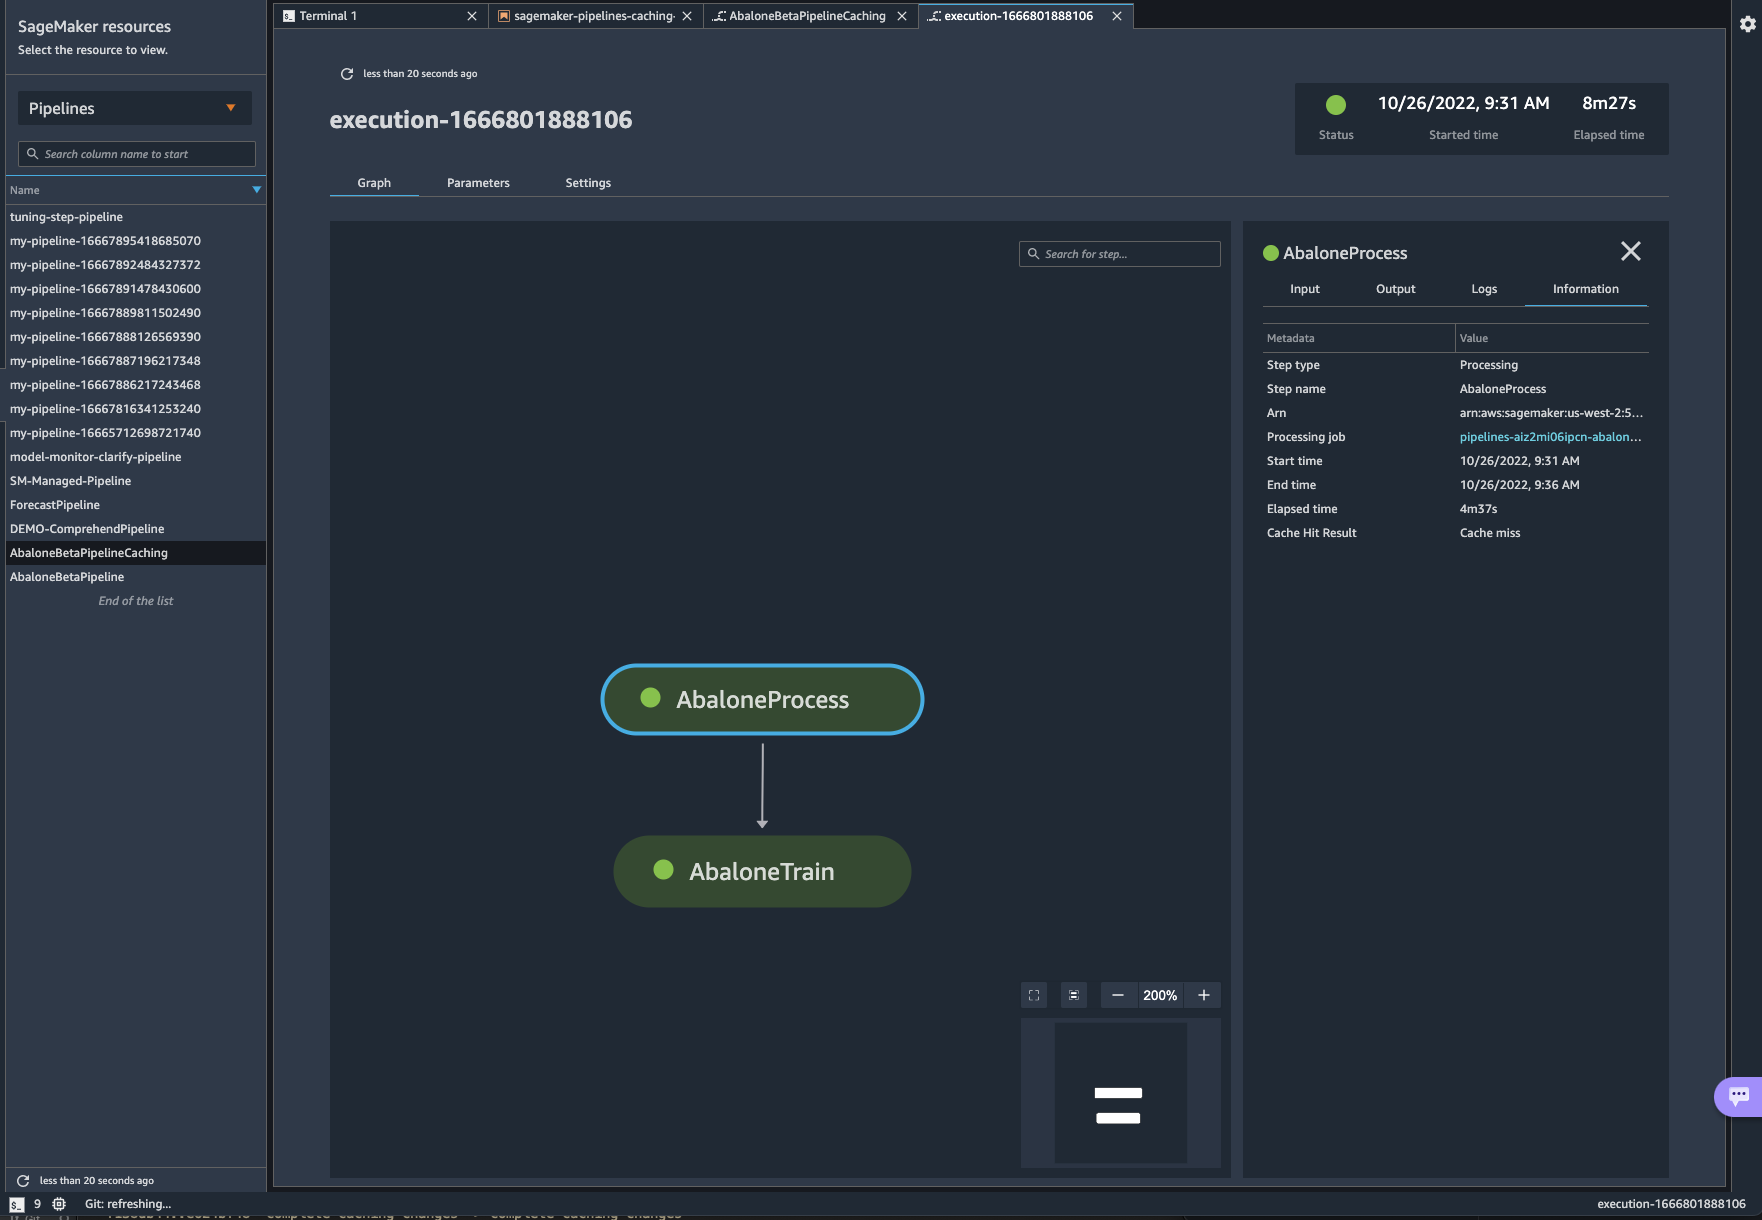 SageMaker resources
Select the resource to view.
Pipelines
Search column name to start
Name
tuning-step-pipeline
my-pipeline-16667895418685070
my-pipeline-16667892484327372
my-pipeline-16667891478430600
my-pipeline-16667889811502490
my-pipeline-16667888126569390
my-pipeline-16667887196217348
my-pipeline-16667886217243468
my-pipeline-16667816341253240
my-pipeline-16665712698721740
model-monitor-clarify-pipeline
SM-Managed-Pipeline
ForecastPipeline
DEMO-ComprehendPipeline
AbaloneBetaPipelineCaching
AbaloneBetaPipeline
End of the list
less than 20 seconds ago
Terminal 1
sagemaker-pipelines-caching-
AbaloneBetaPipelineCaching
execution-1666801888106
less than 20 seconds ago
execution-1666801888106
10/26/2022, 9:31 AM 8m27s
Status Started time Elapsed time
Graph Parameters Settings
Search for step...
AbaloneProcess
AbaloneTrain
200%
AbaloneProcess
Input Output Logs Information
Metadata Value
Step type Processing
Step name AbaloneProcess
Arn arn:aws:sagemaker:us-west-2:5...
Processing job pipelines-aiz2mi06ipcn-abalon...
Start time 10/26/2022, 9:31 AM
End time 10/26/2022, 9:36 AM
Elapsed time 4m37s
Cache Hit Result Cache miss
$_ 9 Git: refreshing... execution-1666801888106